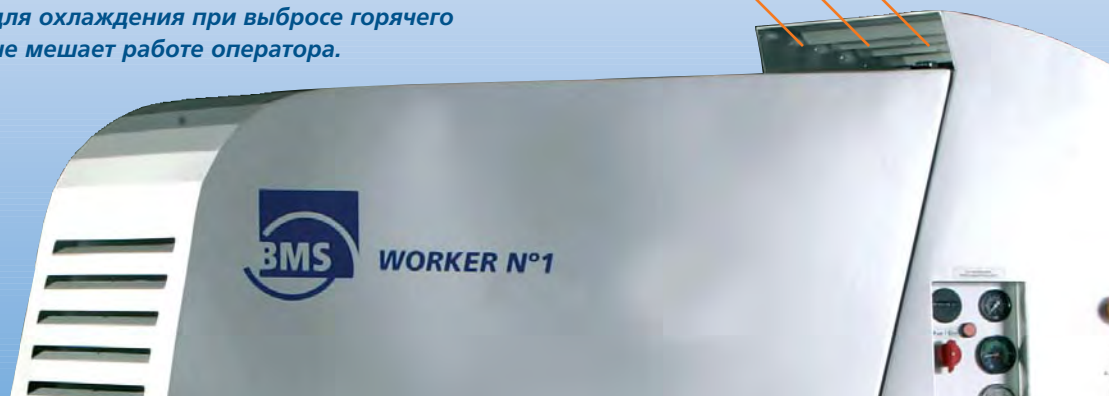 для охлаждения при выбросе горячего
не мешает работе оператора.
BMS
WORKER N°1